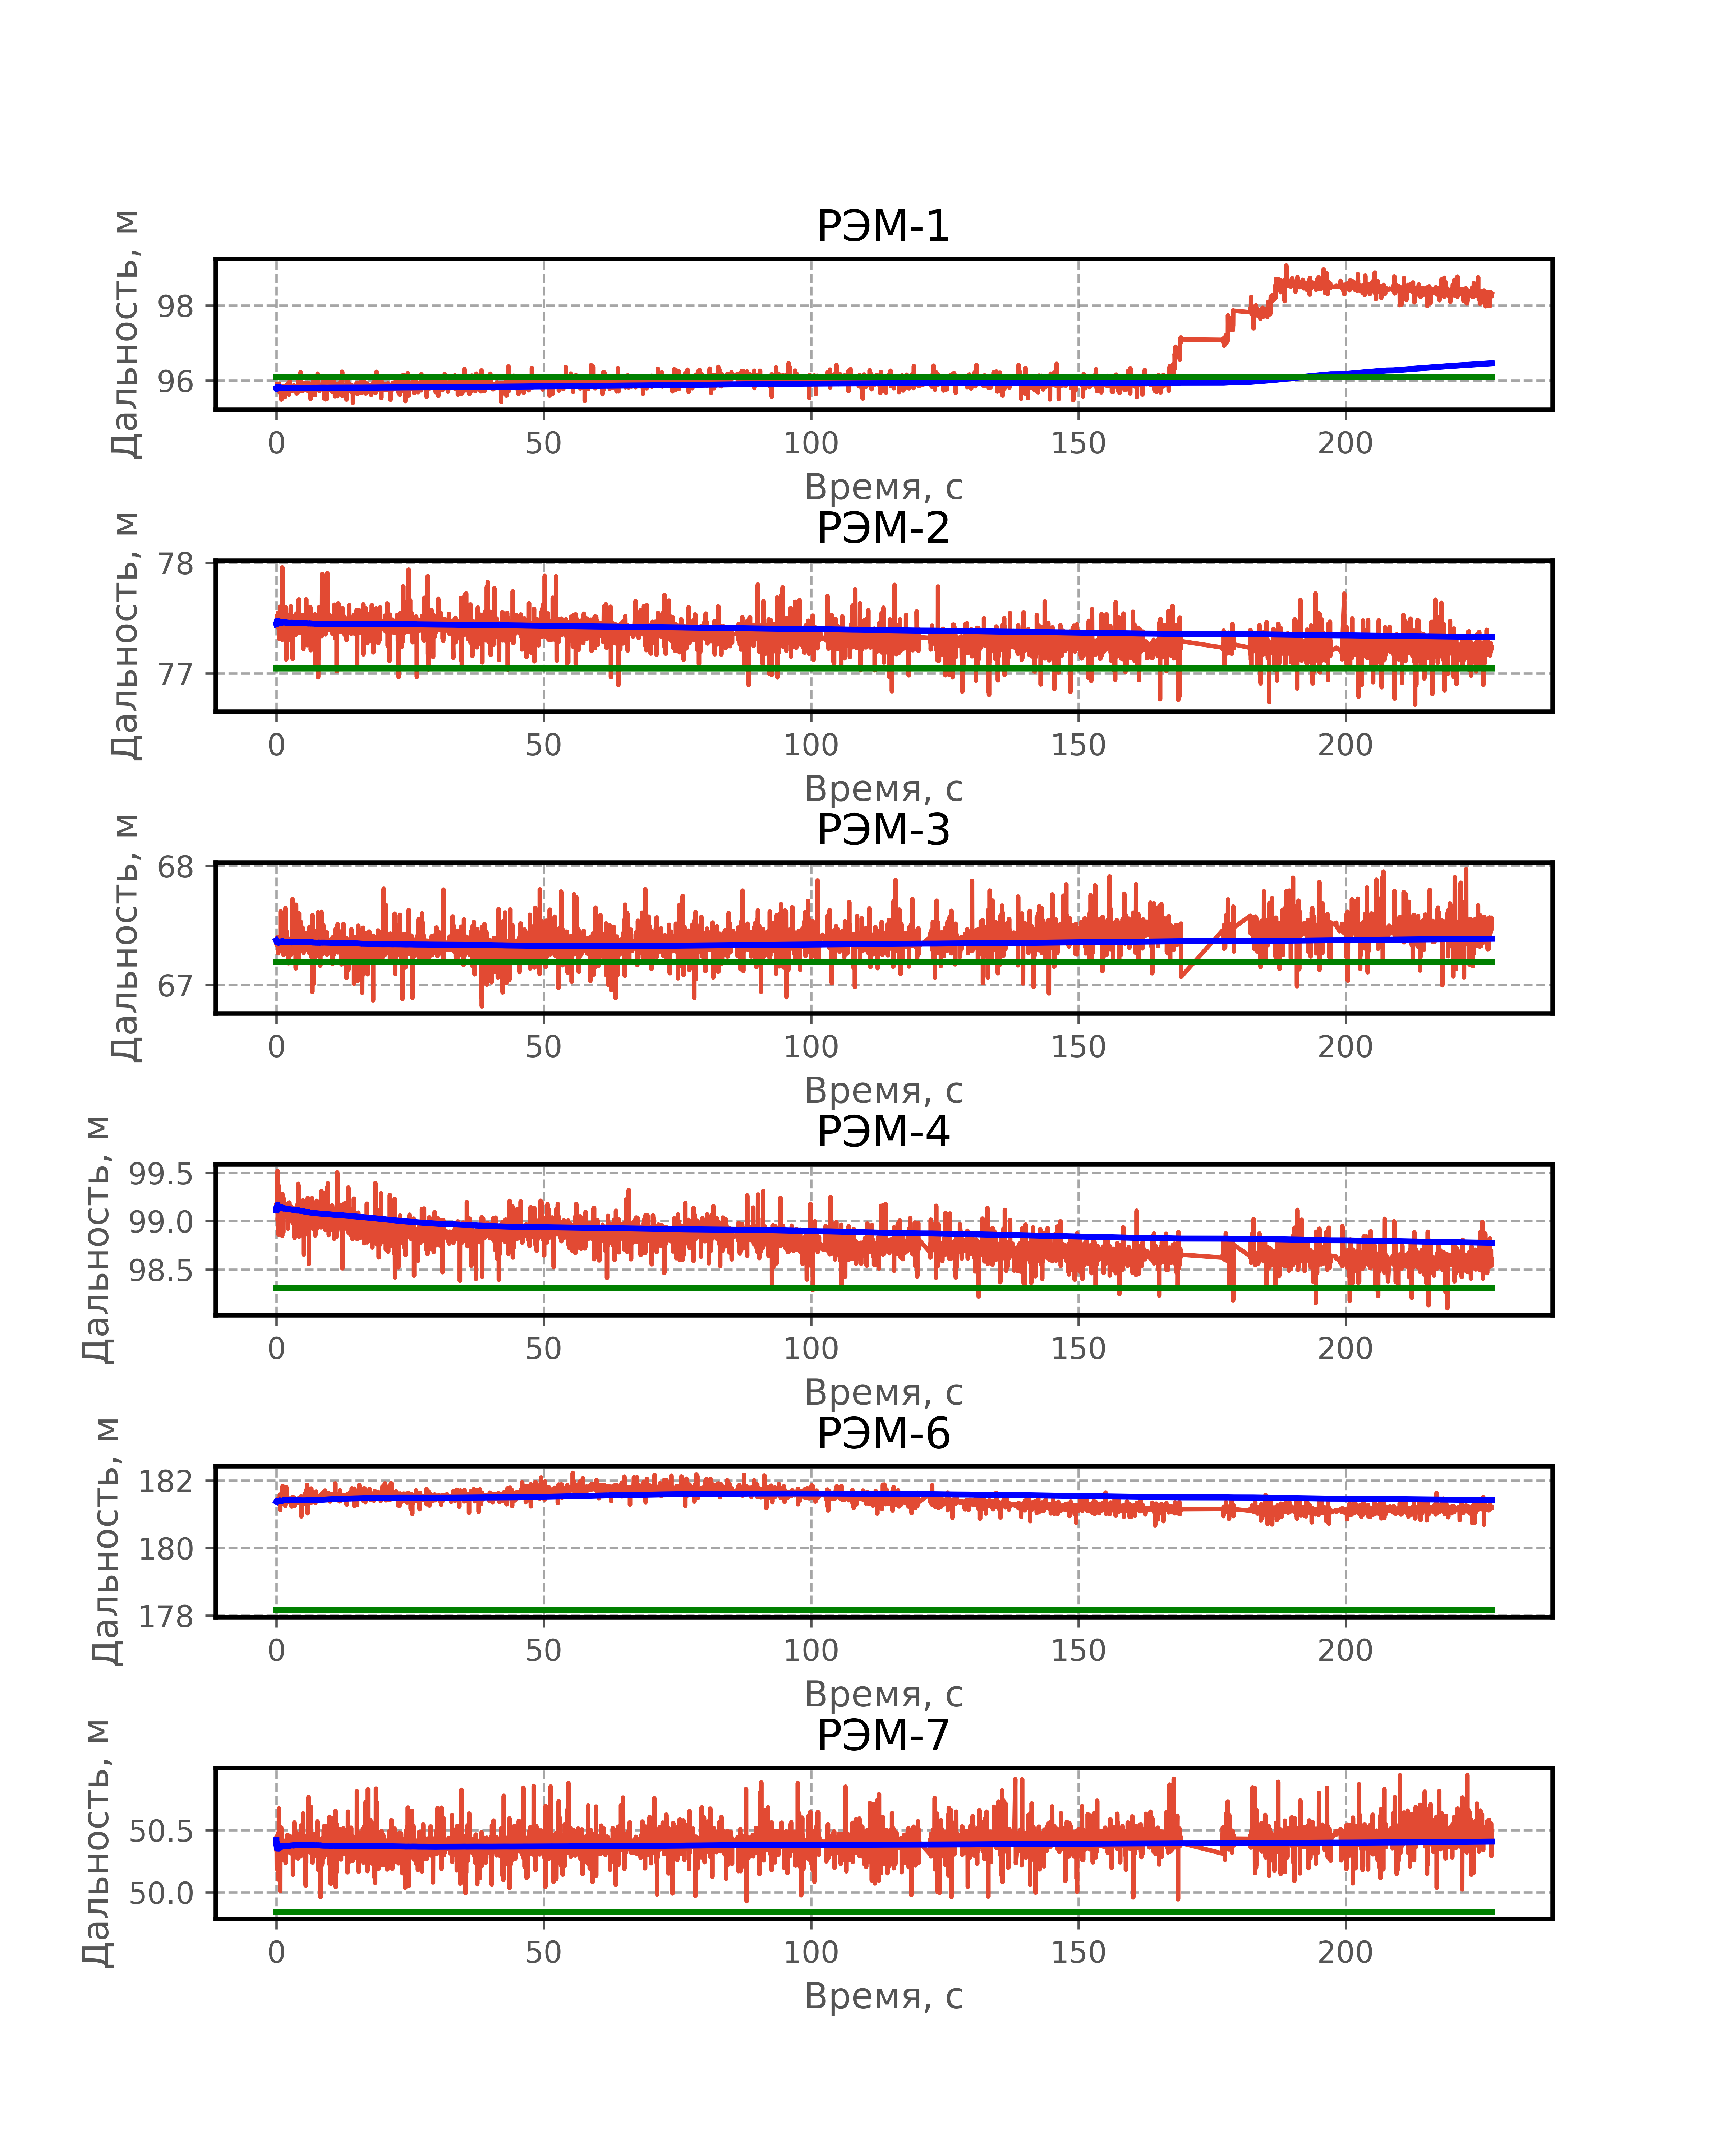 РЭМ-1
Дальность, м
98
96
0 50 100 150 200
Время, с
РЭМ-2
Дальность, м
78
77
0 50 100 150 200
Время, с
РЭМ-3
Дальность, м
68
67
0 50 100 150 200
Время, с
РЭМ-4
Дальность, м
99.5
99.0
98.5
0 50 100 150 200
Время, с
РЭМ-6
Дальность, м
182
180
178
0 50 100 150 200
Время, с
РЭМ-7
Дальность, м
50.5
50.0
0 50 100 150 200
Время, с